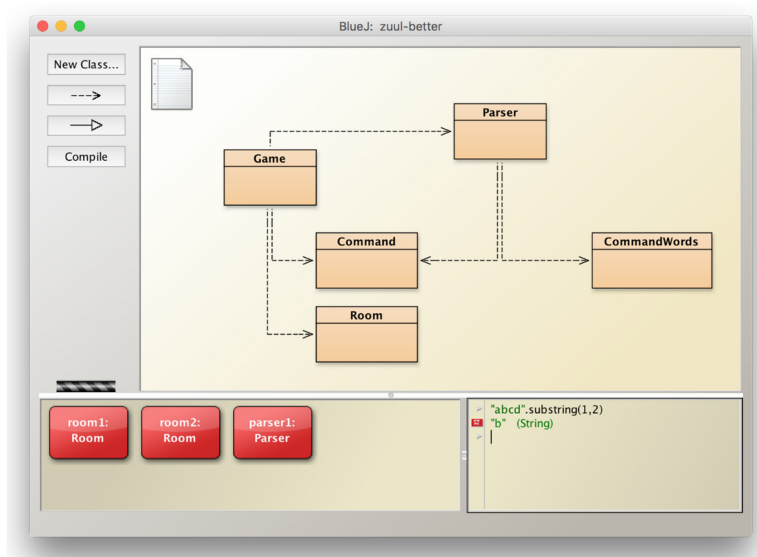 BlueJ: zuul-better
New Class...
Compile
Parser
Game
Command
CommandWords
Room
room1:
Room
room2:
Room
parser1:
Parser
"abcd".substring(1,2)
"b" (String)